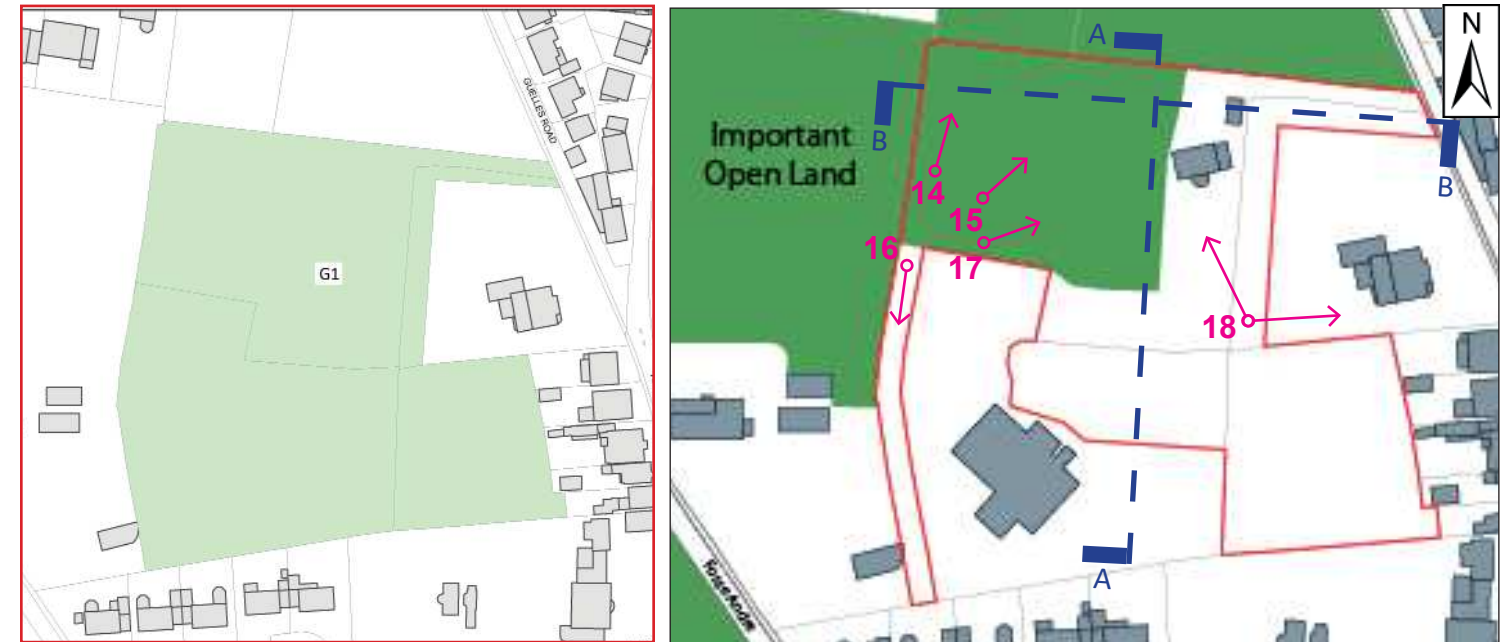 GUELLES ROAD
G1
N
A
B
Important
Open Land
14
15
16
17
18
B
A